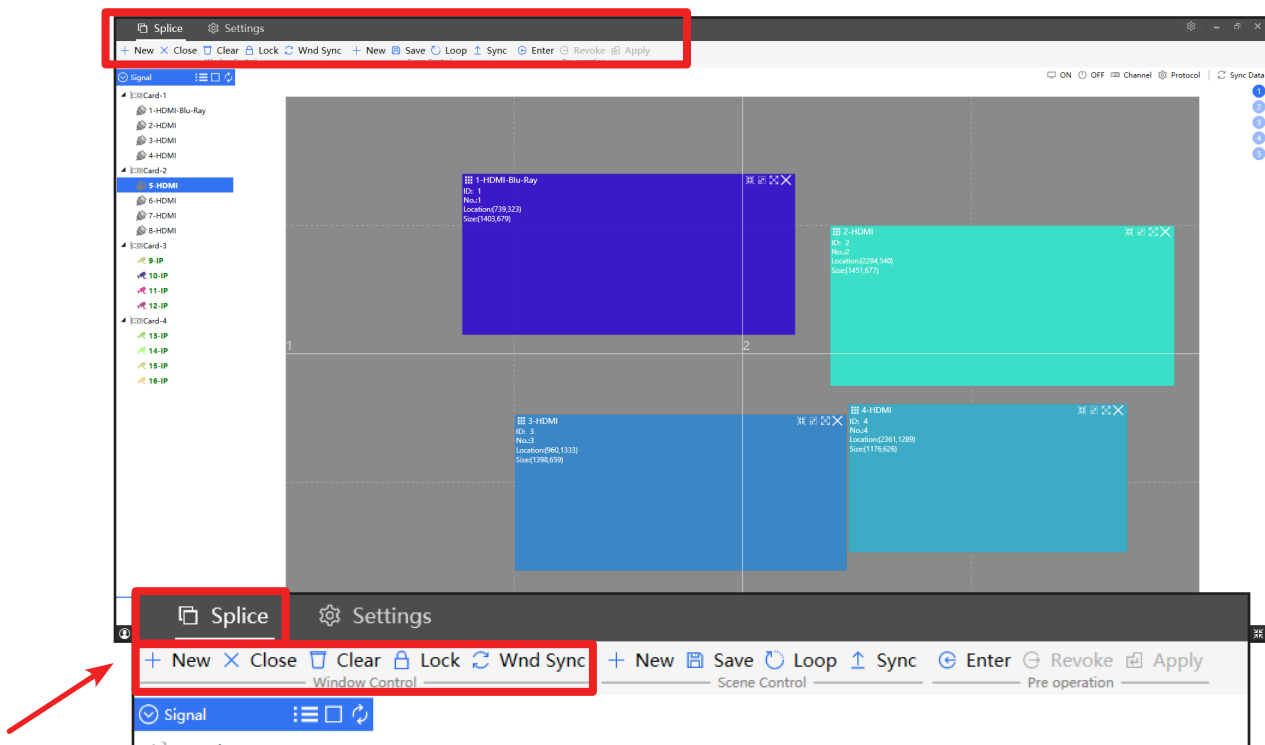 Splice Settings
New Close Clear Lock Wnd Sync New Save Loop Sync Enter Revoke Apply
Window Control Scene Control Pre operation
Signal
ON OFF Channel Protocol Sync Data
Card-1
1-HDMI-Blu-Ray
2-HDMI
3-HDMI
4-HDMI
Card-2
5-HDMI
6-HDMI
7-HDMI
8-HDMI
Card-3
9-IP
10-IP
11-IP
12-IP
Card-4
13-IP
14-IP
15-IP
16-IP
1
2
3
4
5
1-HDMI-Blu-Ray
ID: 1
No.:1
Location:(739,323)
Size:(1403,679)
2-HDMI
ID: 2
No.:2
Location:(2284,540)
Size:(1451,677)
1
2
3-HDMI
ID: 3
No.:3
Location:(960,1333)
Size:(1398,659)
4-HDMI
ID: 4
No.:4
Location:(2361,1289)
Size:(1176,626)
Splice Settings
New Close Clear Lock Wnd Sync New Save Loop Sync Enter Revoke Apply
Window Control Scene Control Pre operation
Signal